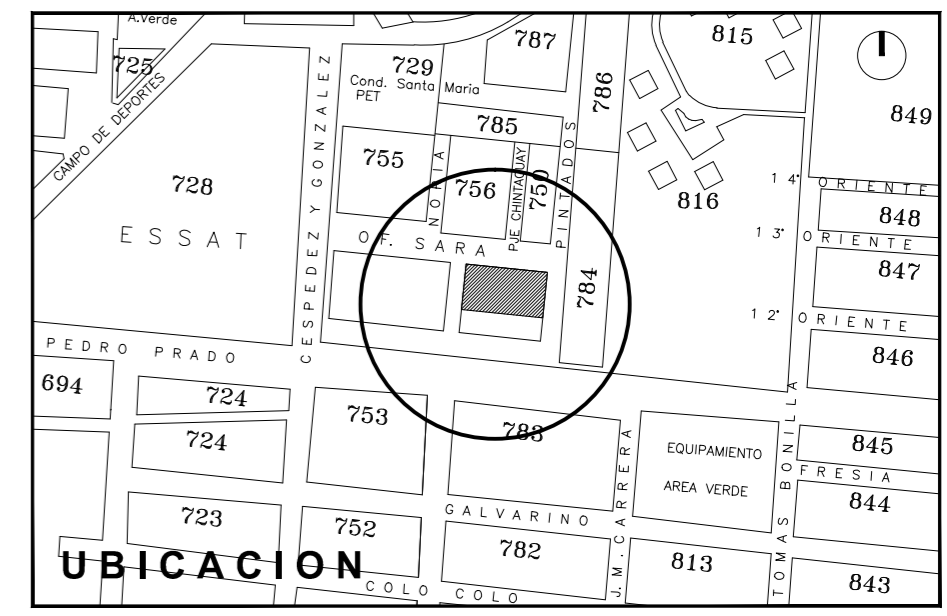 A.Verde
787
815
725
729
786
849
Cond. Santa Maria
PET
CAMPO DE DEPORTES
785
755
NORIA
756
PJE CHINTAGUAY
750
PINTADOS
728
816
14° ORIENTE
848
ESSAT
CESPEDEZ Y GONZALEZ
OF. SARA
13° ORIENTE
847
784
12° ORIENTE
846
PEDRO PRADO
694
724
753
783
724
EQUIPAMIENTO
AREA VERDE
J.M.CARRERA
TOMAS BONILLA
845
FRESIA
844
723
752
GALVARINO
782
813
843
UBICACION
COLO COLO